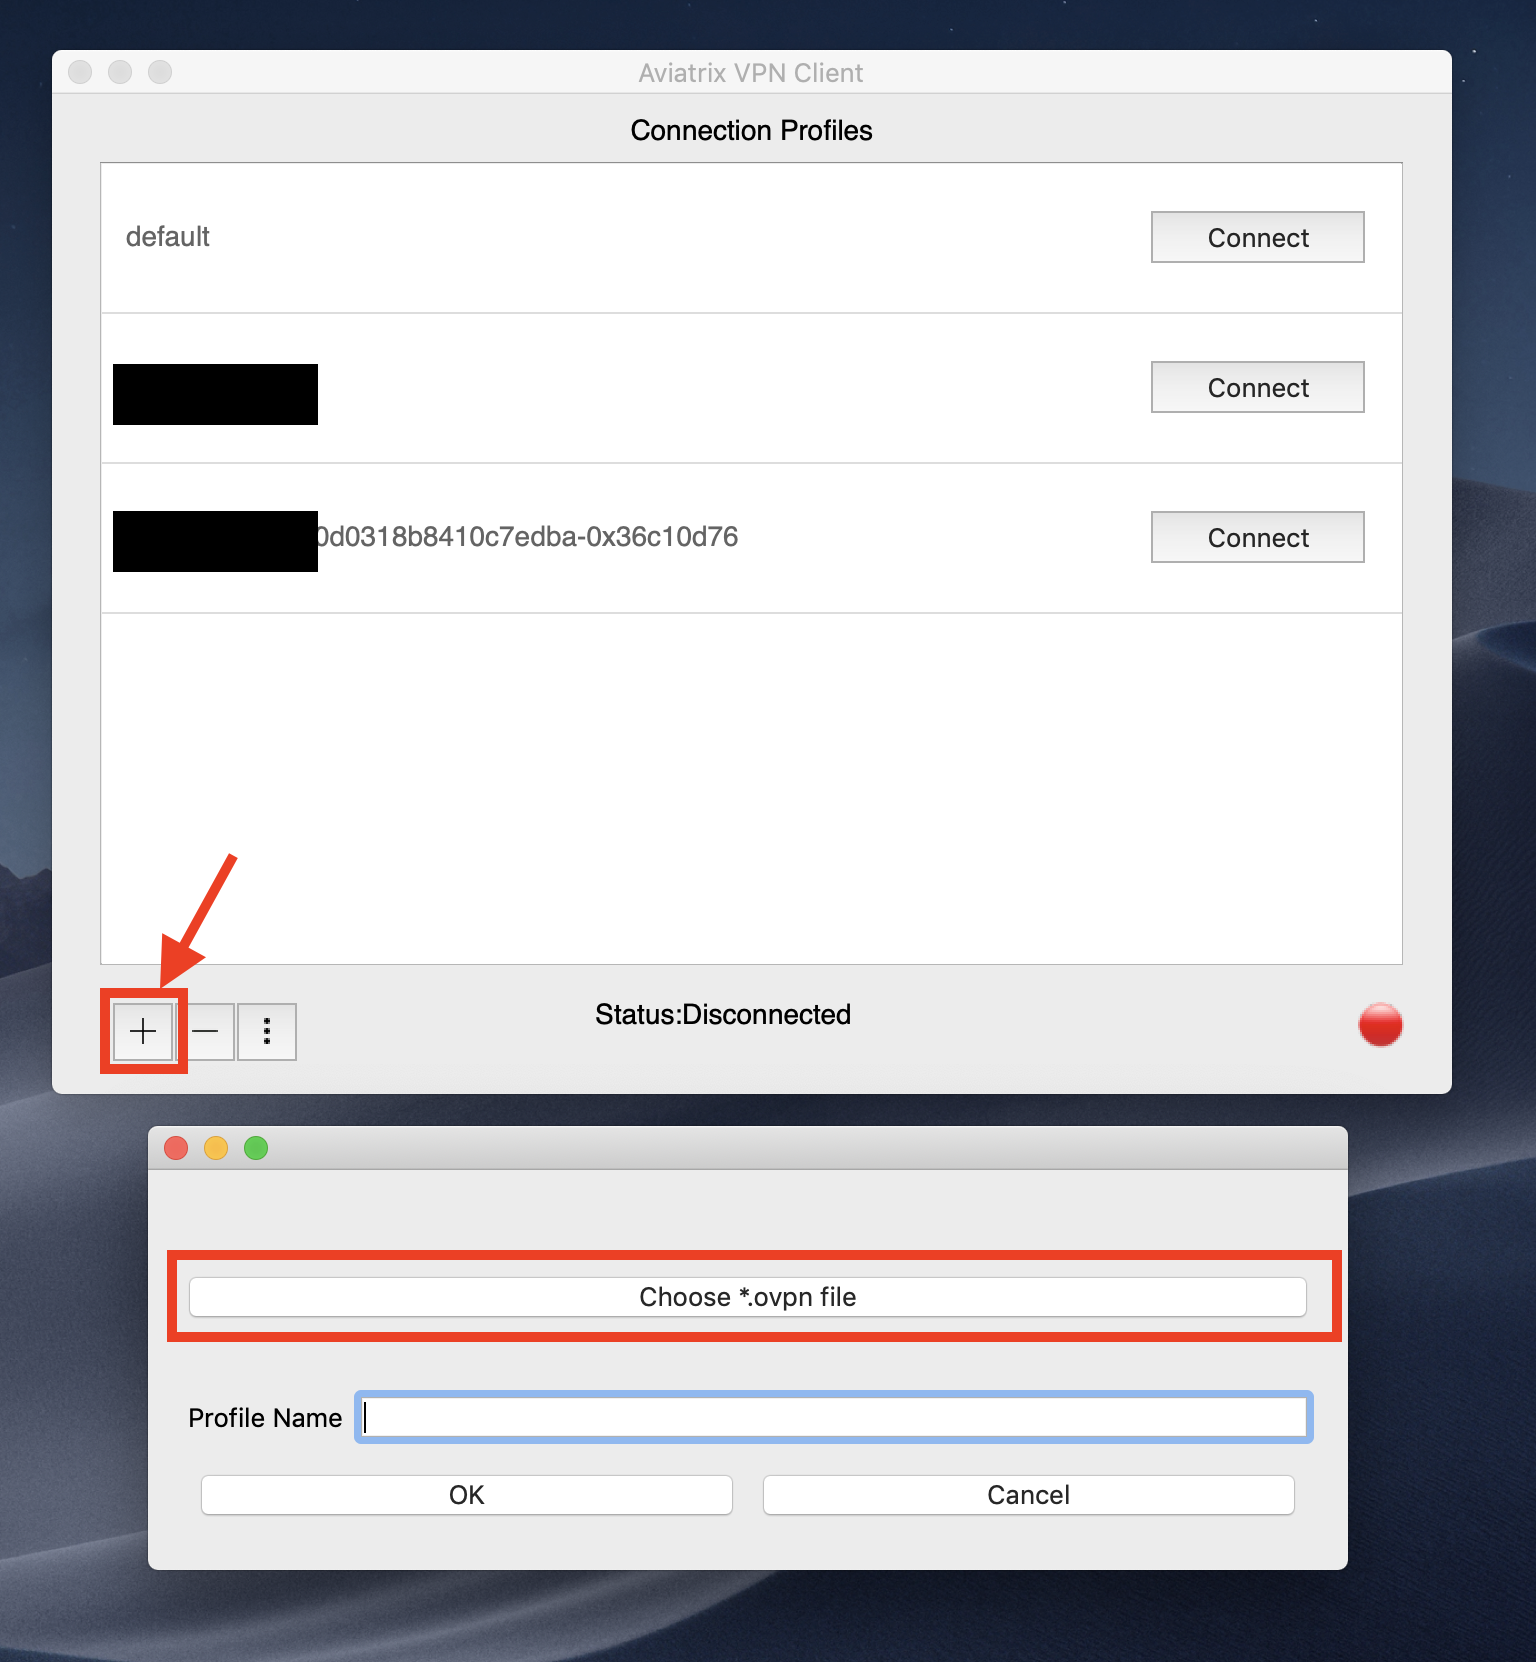 Aviatrix VPN Client
Connection Profiles
default
Connect
Connect
0d0318b8410c7edba-0x36c10d76
Connect
Status:Disconnected
Choose *.ovpn file
Profile Name
OK
Cancel